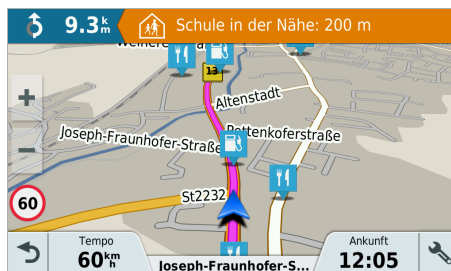 9.3 km
Schule in der Nähe: 200 m
13
Altenstadt
Joseph-Fraunhofer-Straße
Rottenkoferstraße
60
St2232
Tempo
60 km/h
Joseph-Fraunhofer-S...
Ankunft
12:05